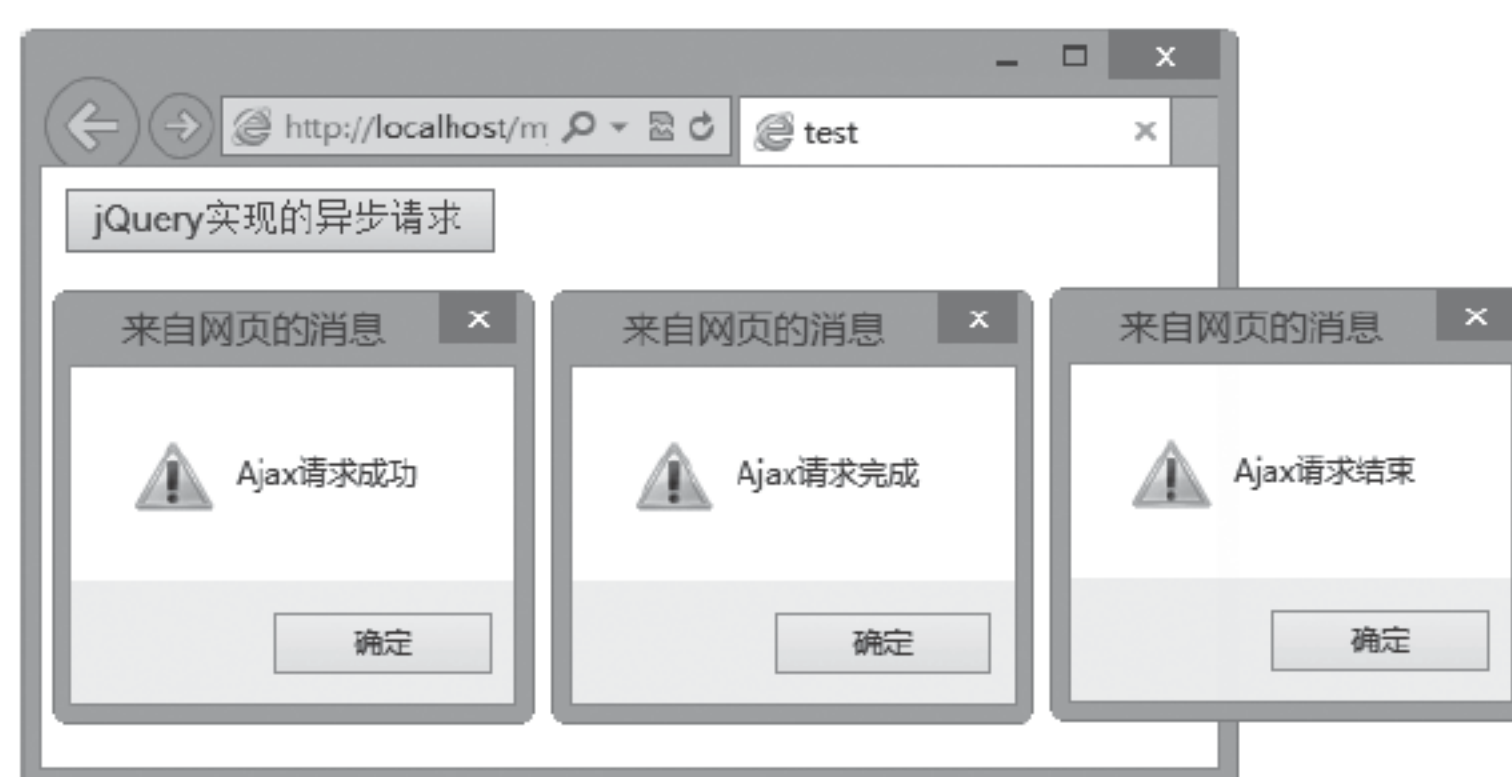 http://localhost/m
test
jQuery实现的异步请求
来自网页的消息
Ajax请求成功
确定
来自网页的消息
Ajax请求完成
确定
来自网页的消息
Ajax请求结束
确定